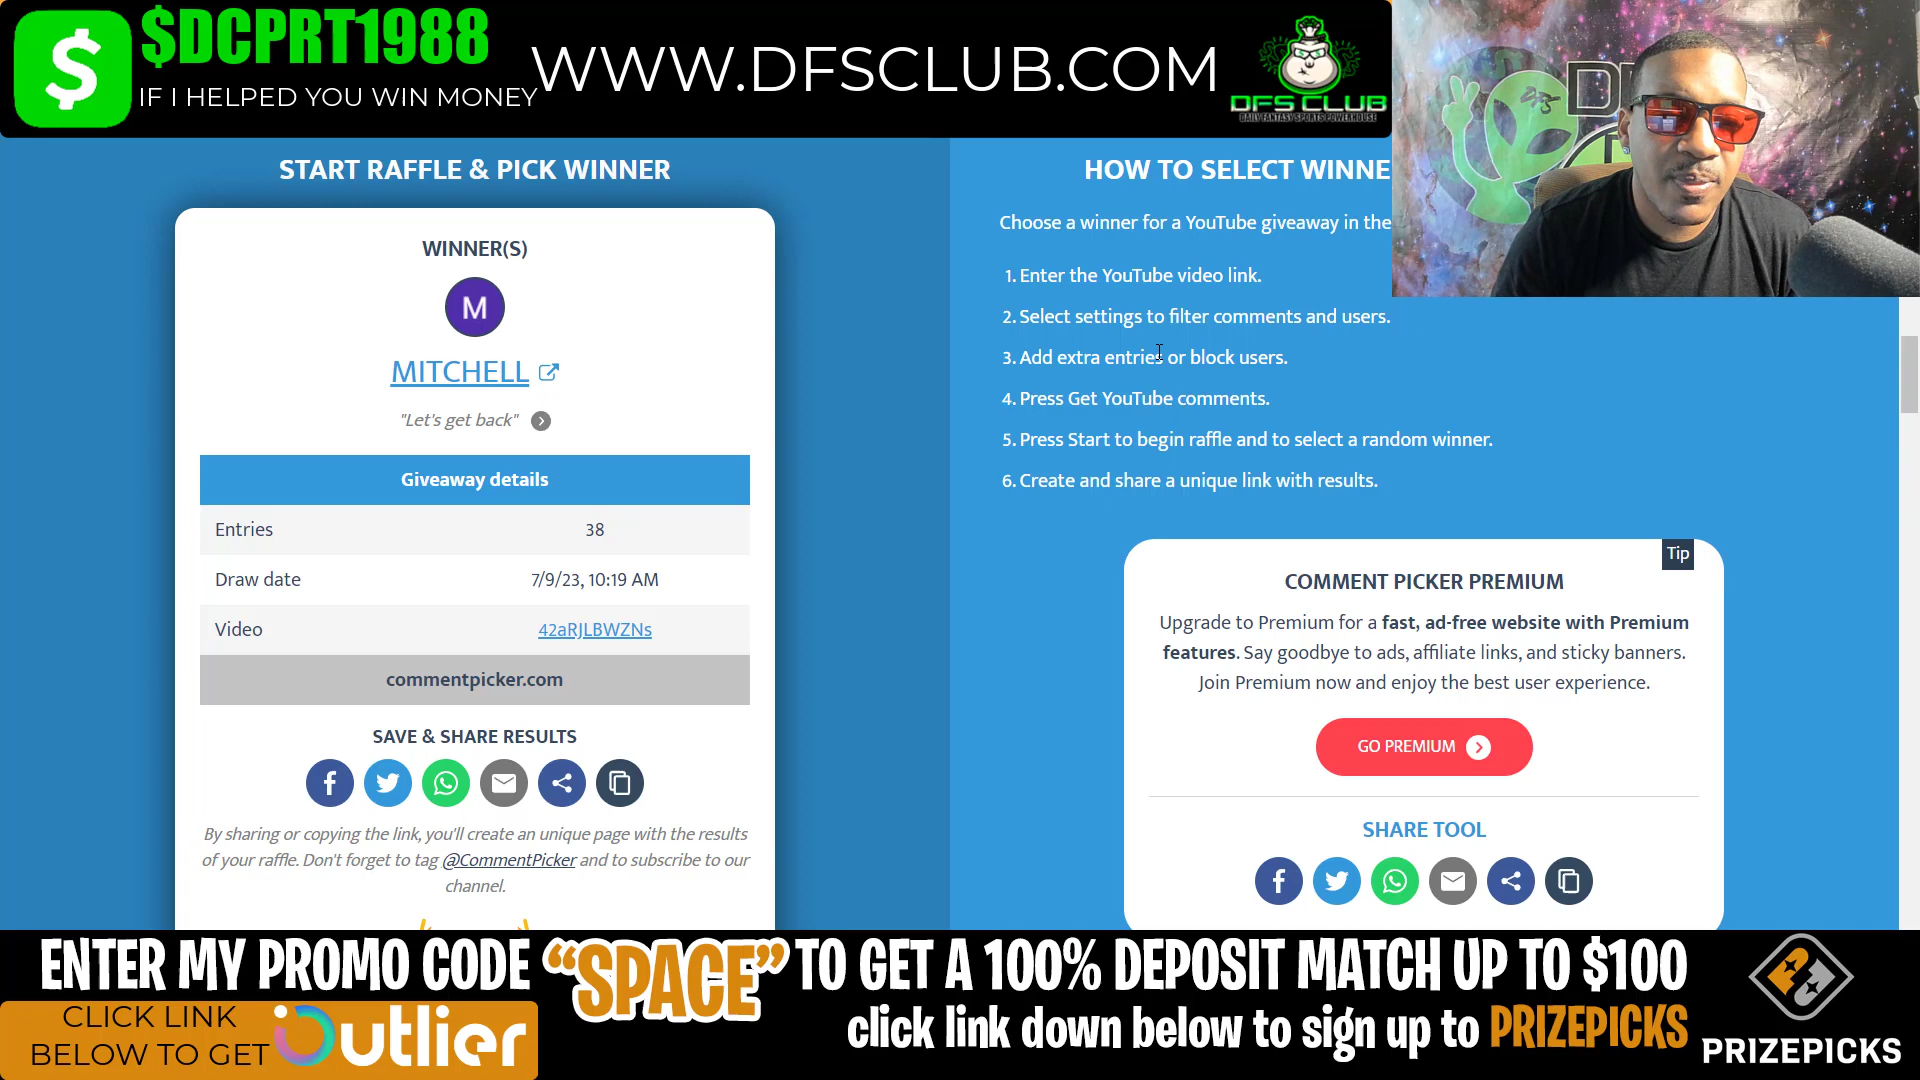 $DCPRT1988
IF I HELPED YOU WIN MONEY
WWW.DFSCLUB.COM
DFS CLUB
DAILY FANTASY SPORTS POWERHOUSE
START RAFFLE & PICK WINNER
WINNER(S)
M
MITCHELL
"Let's get back"
Giveaway details
Entries 38
Draw date 7/9/23, 10:19 AM
Video 42aRJLBWZNs
commentpicker.com
SAVE & SHARE RESULTS
By sharing or copying the link, you'll create an unique page with the results
of your raffle. Don't forget to tag @CommentPicker and to subscribe to our
channel.
HOW TO SELECT WINNE
Choose a winner for a YouTube giveaway in the
1. Enter the YouTube video link.
2. Select settings to filter comments and users.
3. Add extra entries or block users.
4. Press Get YouTube comments.
5. Press Start to begin raffle and to select a random winner.
6. Create and share a unique link with results.
Tip
COMMENT PICKER PREMIUM
Upgrade to Premium for a fast, ad-free website with Premium
features. Say goodbye to ads, affiliate links, and sticky banners.
Join Premium now and enjoy the best user experience.
GO PREMIUM
SHARE TOOL
ENTER MY PROMO CODE "SPACE" TO GET A 100% DEPOSIT MATCH UP TO $100
click link down below to sign up to PRIZEPICKS
CLICK LINK
BELOW TO GET Outlier
PRIZEPICKS